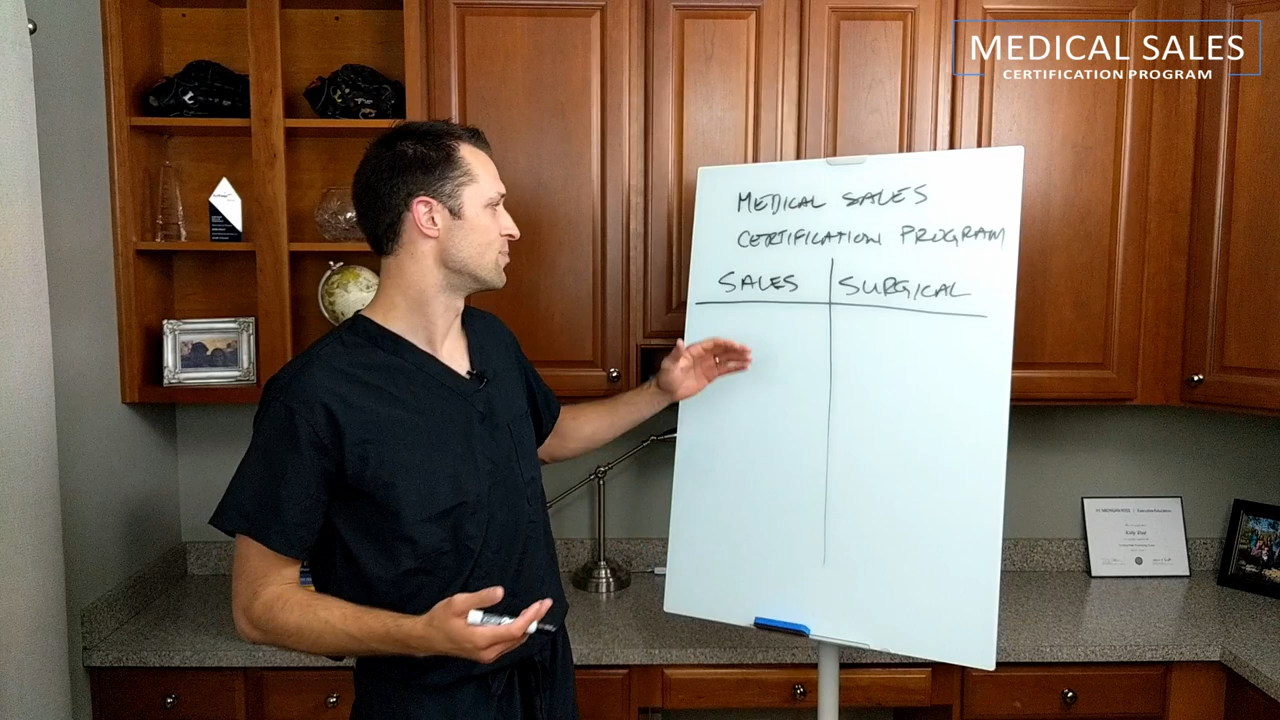 MEDICAL SALES
CERTIFICATION PROGRAM
MEDICAL SALES
CERTIFICATION PROGRAM
SALES
SURGICAL